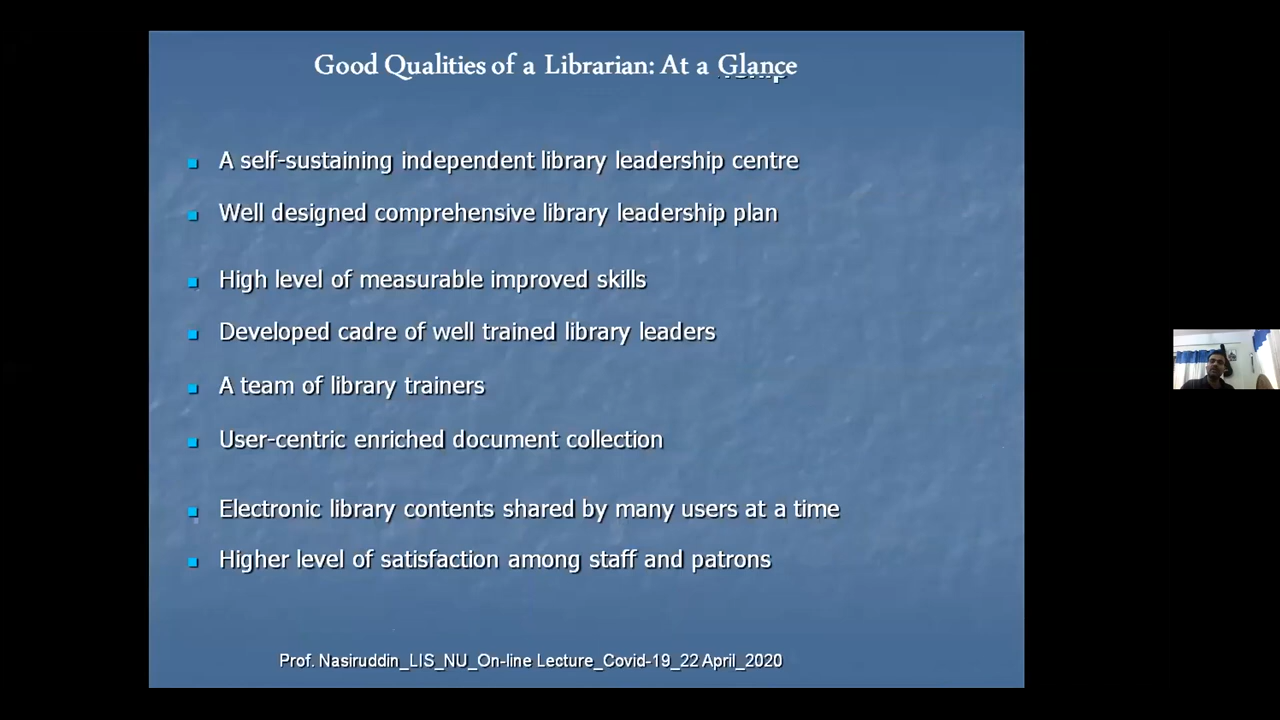 Good Qualities of a Librarian: At a Glance
A self-sustaining independent library leadership centre
Well designed comprehensive library leadership plan
High level of measurable improved skills
Developed cadre of well trained library leaders
A team of library trainers
User-centric enriched document collection
Electronic library contents shared by many users at a time
Higher level of satisfaction among staff and patrons
Prof. Nasiruddin_LIS_NU_On-line Lecture_Covid-19_22 April_2020